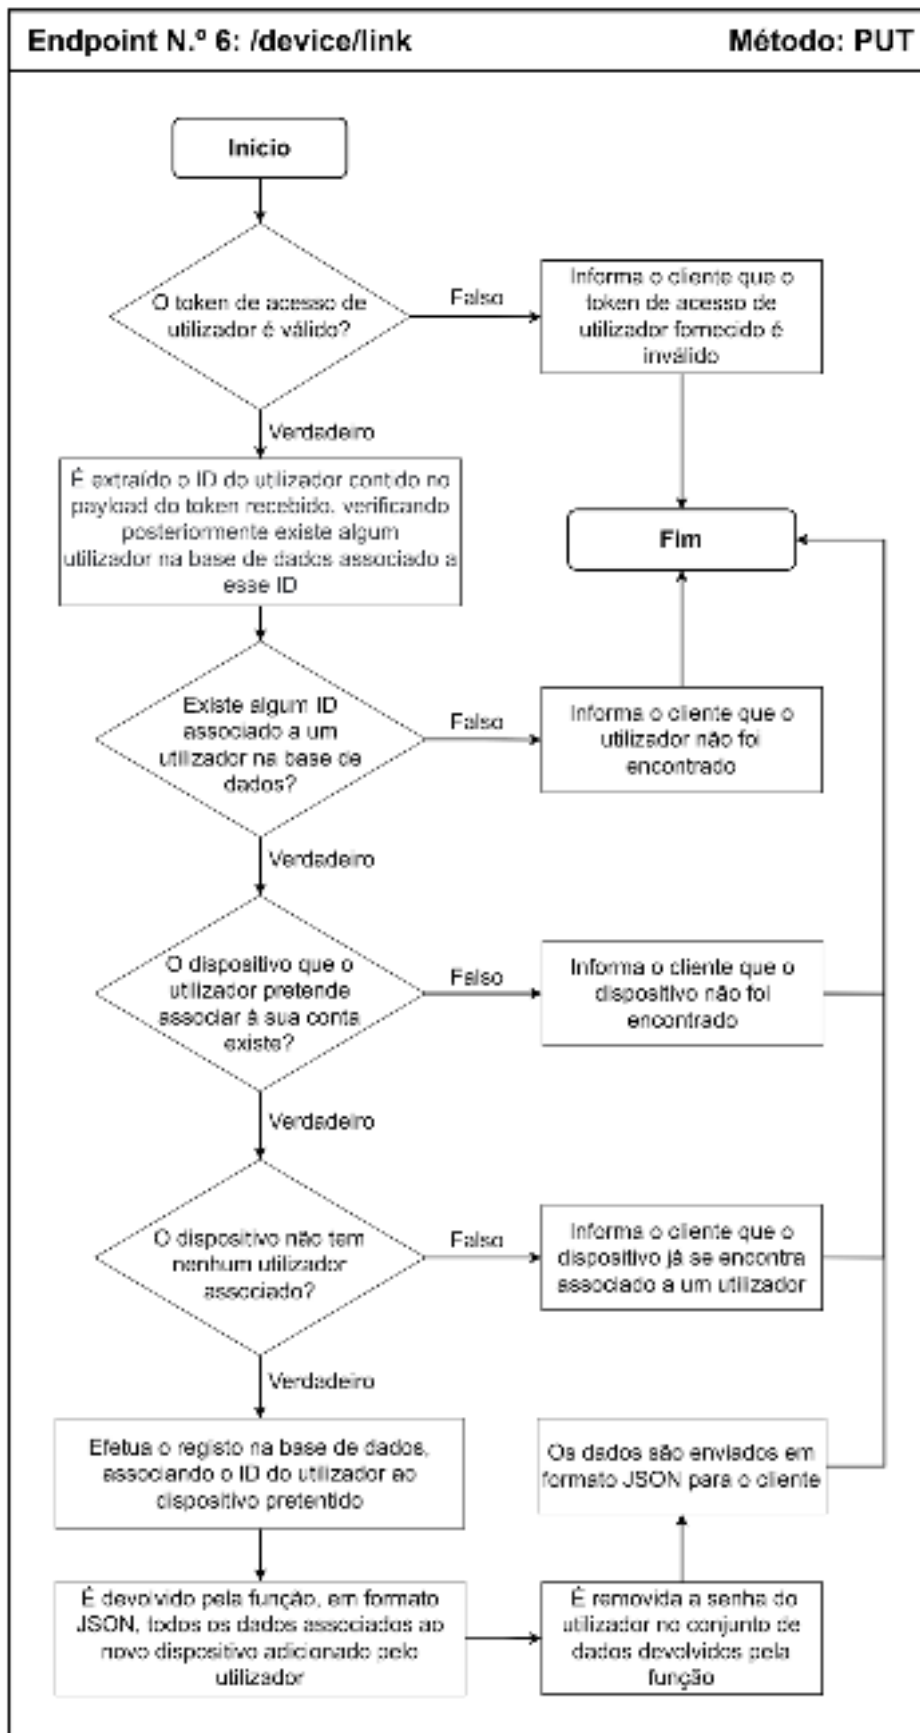 Endpoint N.º 6: /device/link Método: PUT
Início
O token de acesso de
utilizador é válido?
Falso
Informa o cliente que o
token de acesso de
utilizador fornecido é
inválido
Verdadeiro
É extraído o ID do utilizador contido no
payload do token recebido, verificando
posteriormente existe algum
utilizador na base de dados associado a
esse ID
Fim
Existe algum ID
associado a um
utilizador na base de
dados?
Falso
Informa o cliente que o
utilizador não foi
encontrado
Verdadeiro
O dispositivo que o
utilizador pretende
associar à sua conta
existe?
Falso
Informa o cliente que o
dispositivo não foi
encontrado
Verdadeiro
O dispositivo não tem
nenhum utilizador
associado?
Falso
Informa o cliente que o
dispositivo já se encontra
associado a um utilizador
Verdadeiro
Efetua o registo na base de dados,
associando o ID do utilizador ao
dispositivo pretentido
Os dados são enviados em
formato JSON para o cliente
É devolvido pela função, em formato
JSON, todos os dados associados ao
novo dispositivo adicionado pelo
utilizador
É removida a senha do
utilizador no conjunto de
dados devolvidos pela
função